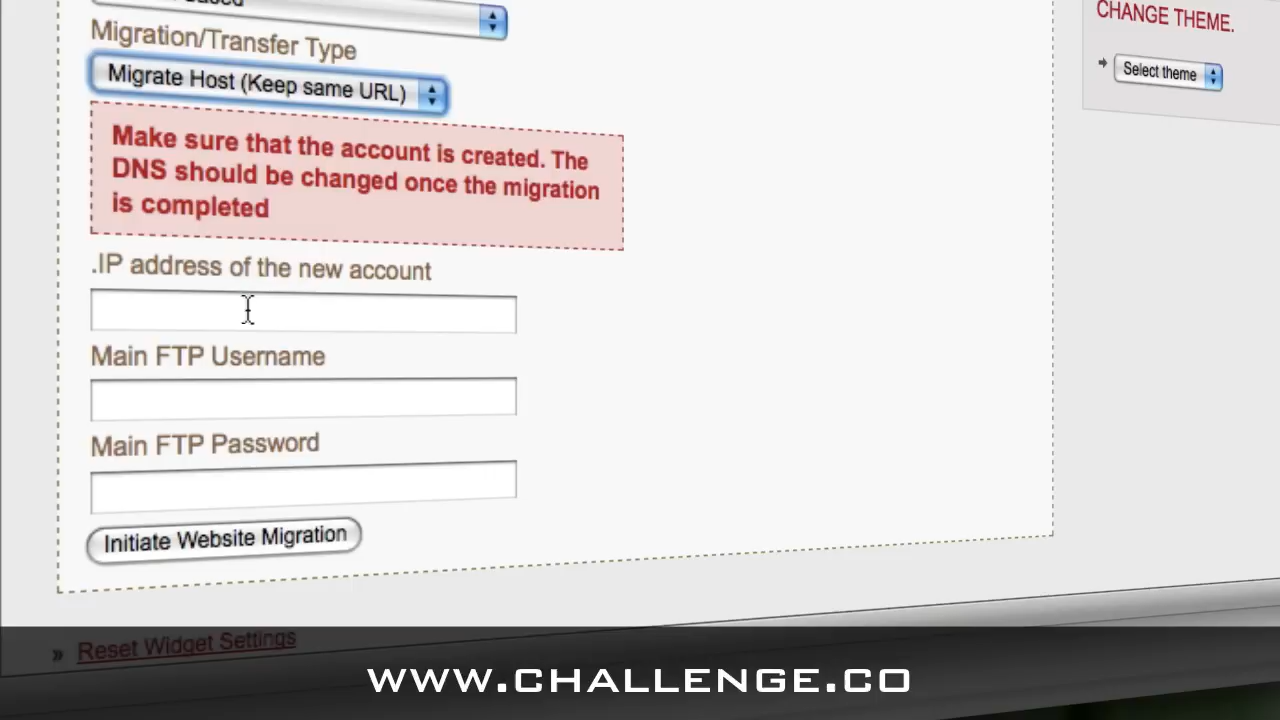 Migration/Transfer Type
Migrate Host (Keep same URL)
Make sure that the account is created. The
DNS should be changed once the migration
is completed
.IP address of the new account
Main FTP Username
Main FTP Password
Initiate Website Migration
» Reset Widget Settings
CHANGE THEME.
Select theme
WWW.CHALLENGE.CO